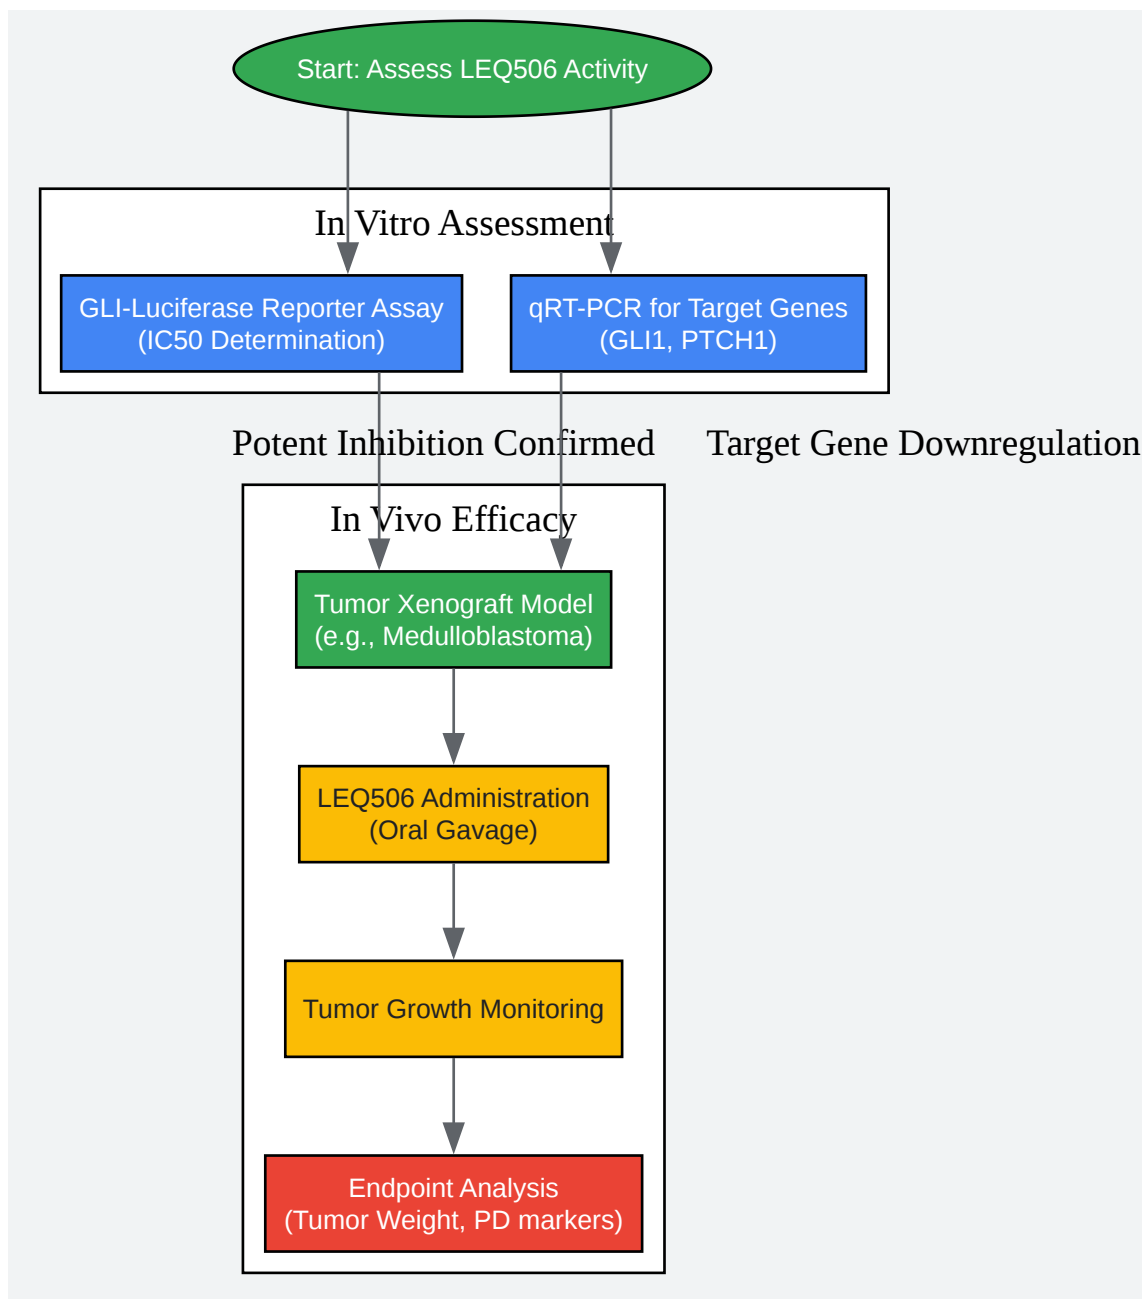 Start: Assess LEQ506 Activity
In Vitro Assessment
GLI-Luciferase Reporter Assay
(IC50 Determination)
qRT-PCR for Target Genes
(GLI1, PTCH1)
Potent Inhibition Confirmed
Target Gene Downregulation
In Vivo Efficacy
Tumor Xenograft Model
(e.g., Medulloblastoma)
LEQ506 Administration
(Oral Gavage)
Tumor Growth Monitoring
Endpoint Analysis
(Tumor Weight, PD markers)